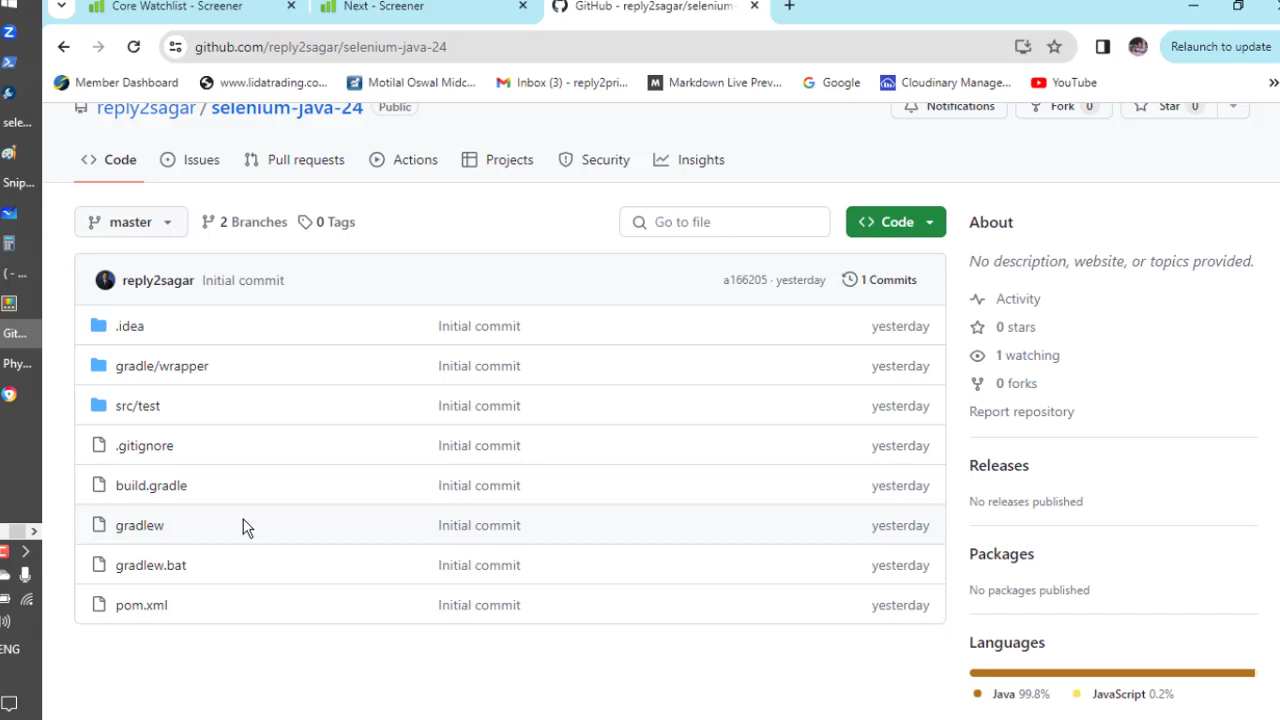 Core Watchlist - Screener
Next - Screener
GitHub - reply2sagar/selenium-
github.com/reply2sagar/selenium-java-24
Relaunch to update
Member Dashboard
www.lidatrading.co...
Motilal Oswal Midc...
Inbox (3) - reply2pri...
Markdown Live Prev...
Google
Cloudinary Manage...
YouTube
»
reply2sagar / selenium-java-24 Public
Notifications
Fork 0
Star 0
<> Code
Issues
Pull requests
Actions
Projects
Security
Insights
master
2 Branches
0 Tags
Go to file
<> Code
reply2sagar Initial commit
a166205 · yesterday
1 Commits
.idea Initial commit yesterday
gradle/wrapper Initial commit yesterday
src/test Initial commit yesterday
.gitignore Initial commit yesterday
build.gradle Initial commit yesterday
gradlew Initial commit yesterday
gradlew.bat Initial commit yesterday
pom.xml Initial commit yesterday
About
No description, website, or topics provided.
Activity
0 stars
1 watching
0 forks
Report repository
Releases
No releases published
Packages
No packages published
Languages
Java 99.8%
JavaScript 0.2%
sele...
Snip...
( - ...
Git...
Phy...
ENG